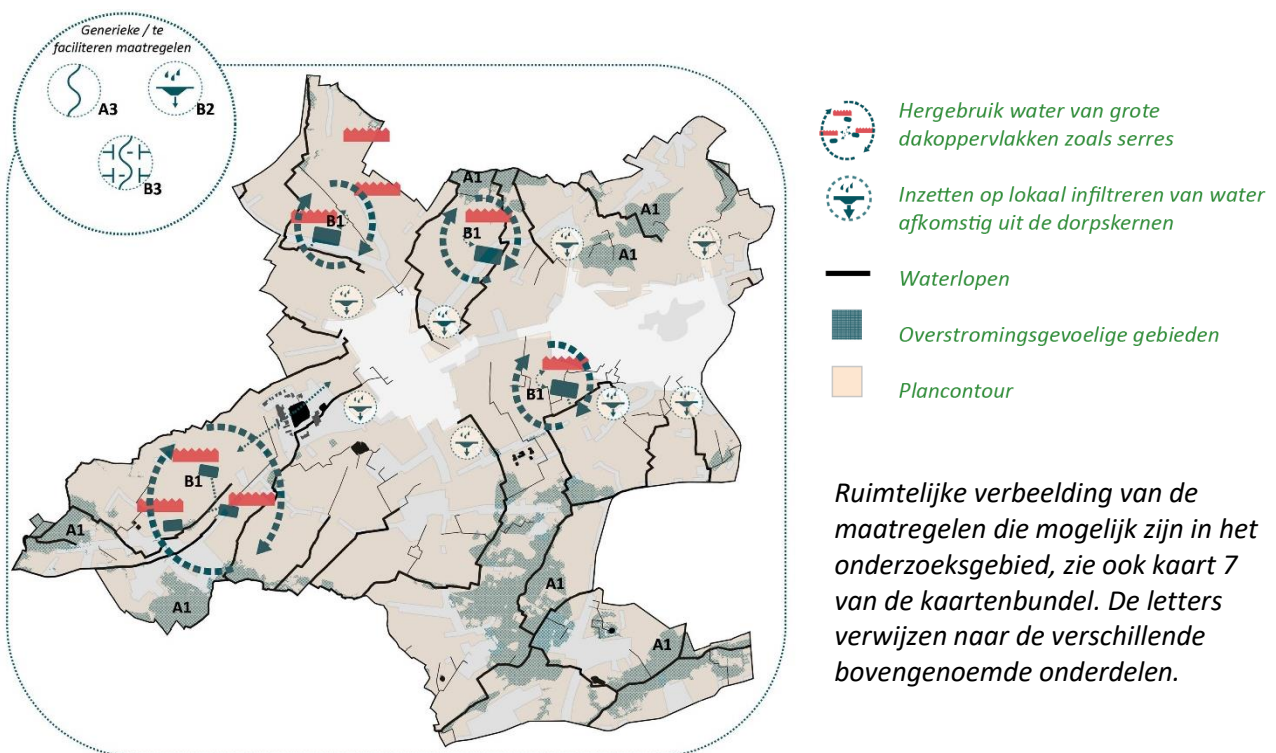 Generieke / te
faciliteren maatregelen
A3
B2
B3
A1
B1
B1
A1
A1
B1
B1
A1
A1
A1
A1
Hergebruik water van grote
dakoppervlakken zoals serres
Inzetten op lokaal infiltreren van water
afkomstig uit de dorpskernen
Waterlopen
Overstromingsgevoelige gebieden
Plancontour
Ruimtelijke verbeelding van de
maatregelen die mogelijk zijn in het
onderzoeksgebied, zie ook kaart 7
van de kaartenbundel. De letters
verwijzen naar de verschillende
bovengenoemde onderdelen.